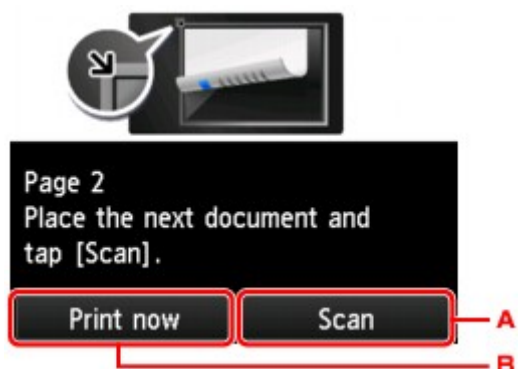 Page 2
Place the next document and
tap [Scan].
Print now
Scan
A
B